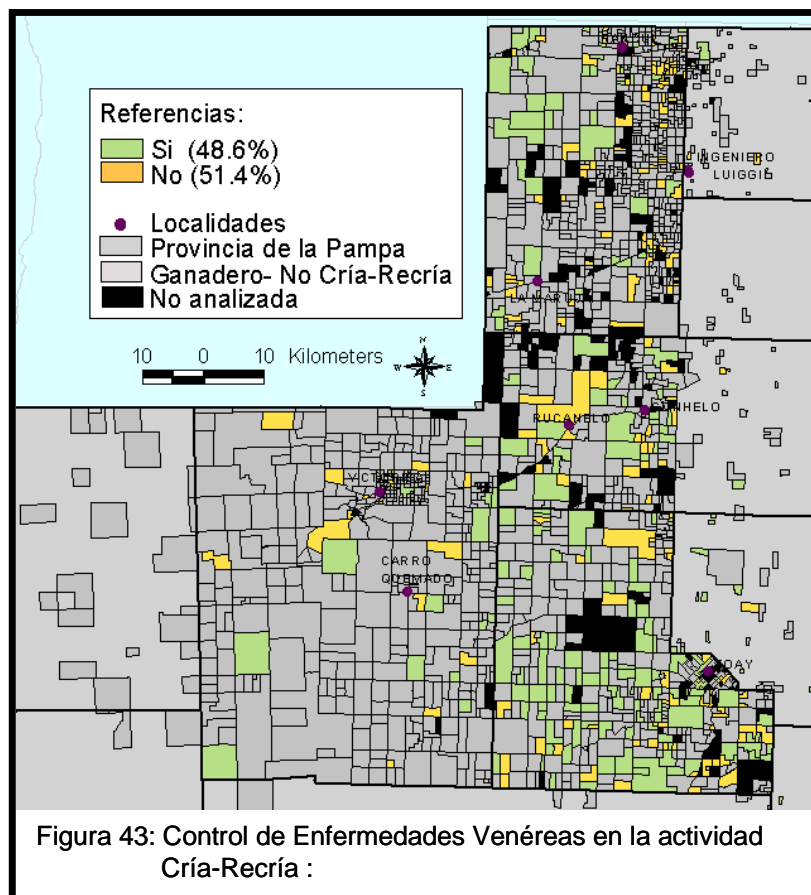 INGENIERO
LUIGGI
Referencias:
Si (48.6%)
No (51.4%)
Localidades
Provincia de la Pampa
Ganadero- No Cría-Recría
No analizada
10 0 10 Kilometers
N
W E
S
RUCANELO
CARRO
QUEMADO
Figura 43: Control de Enfermedades Venéreas en la actividad
Cría-Recría :